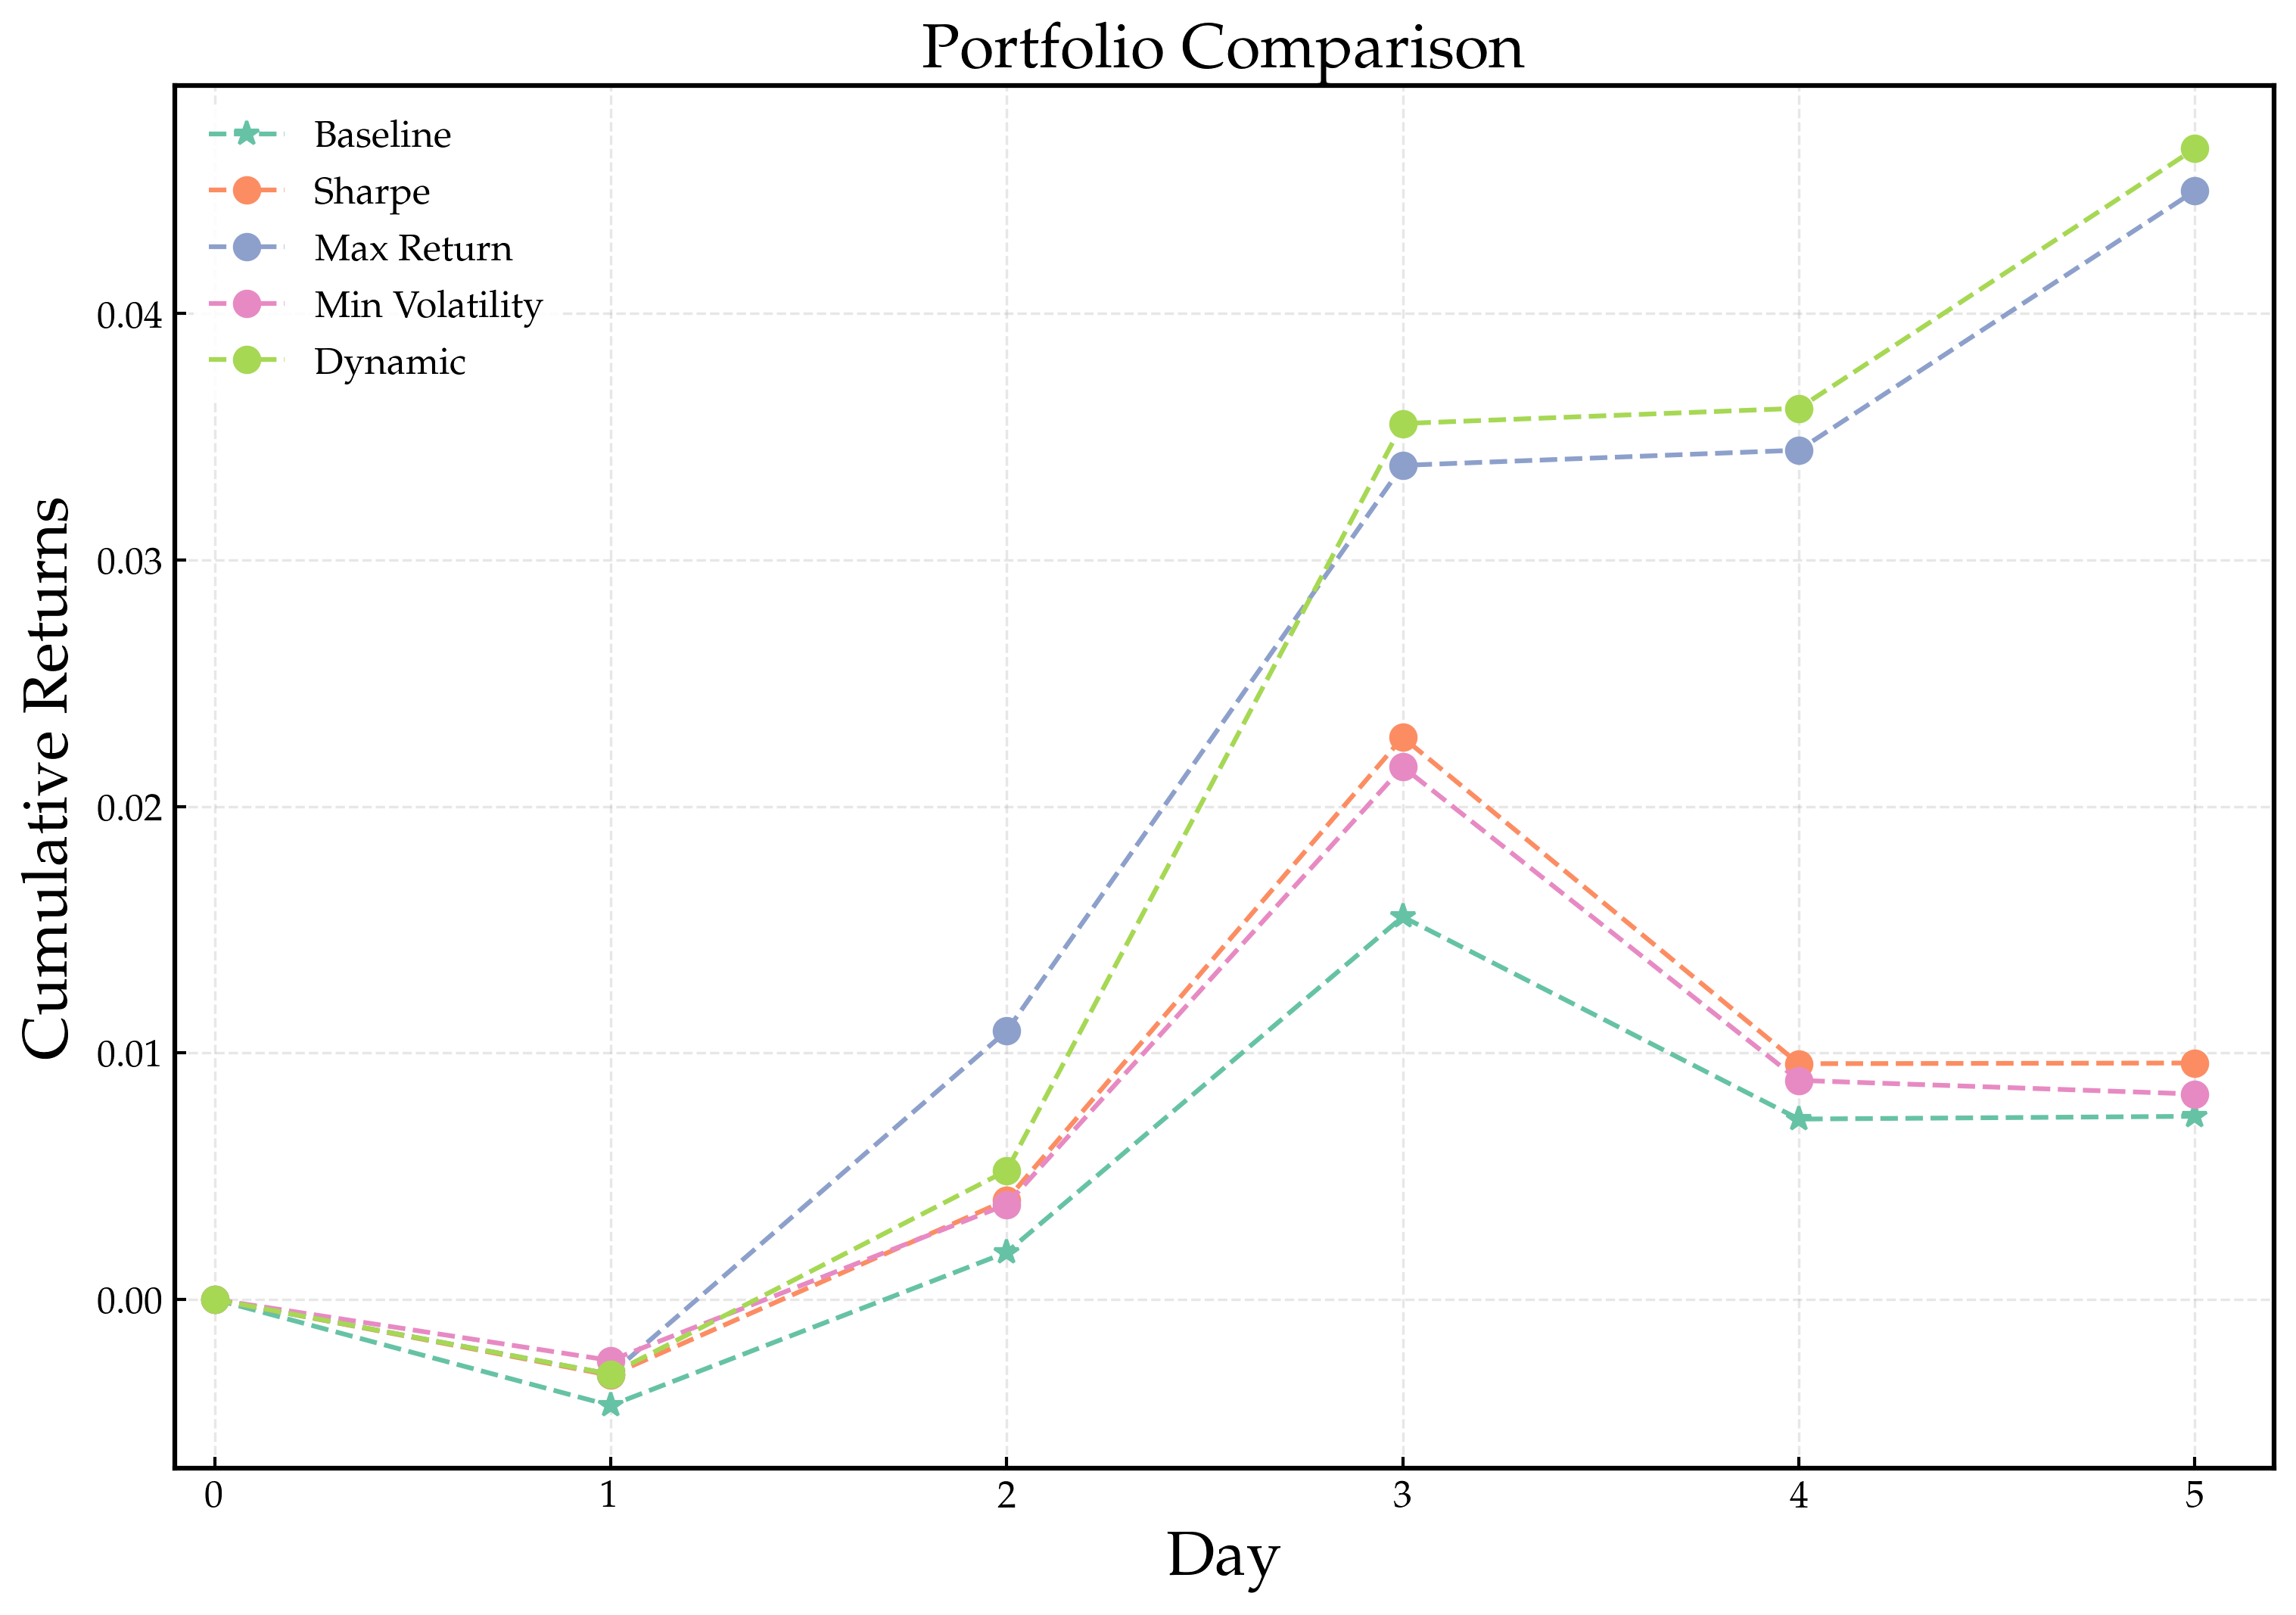 Portfolio Comparison
Baseline
Sharpe
Max Return
Min Volatility
Dynamic
Cumulative Returns
0.04
0.03
0.02
0.01
0.00
0 1 2 3 4 5
Day